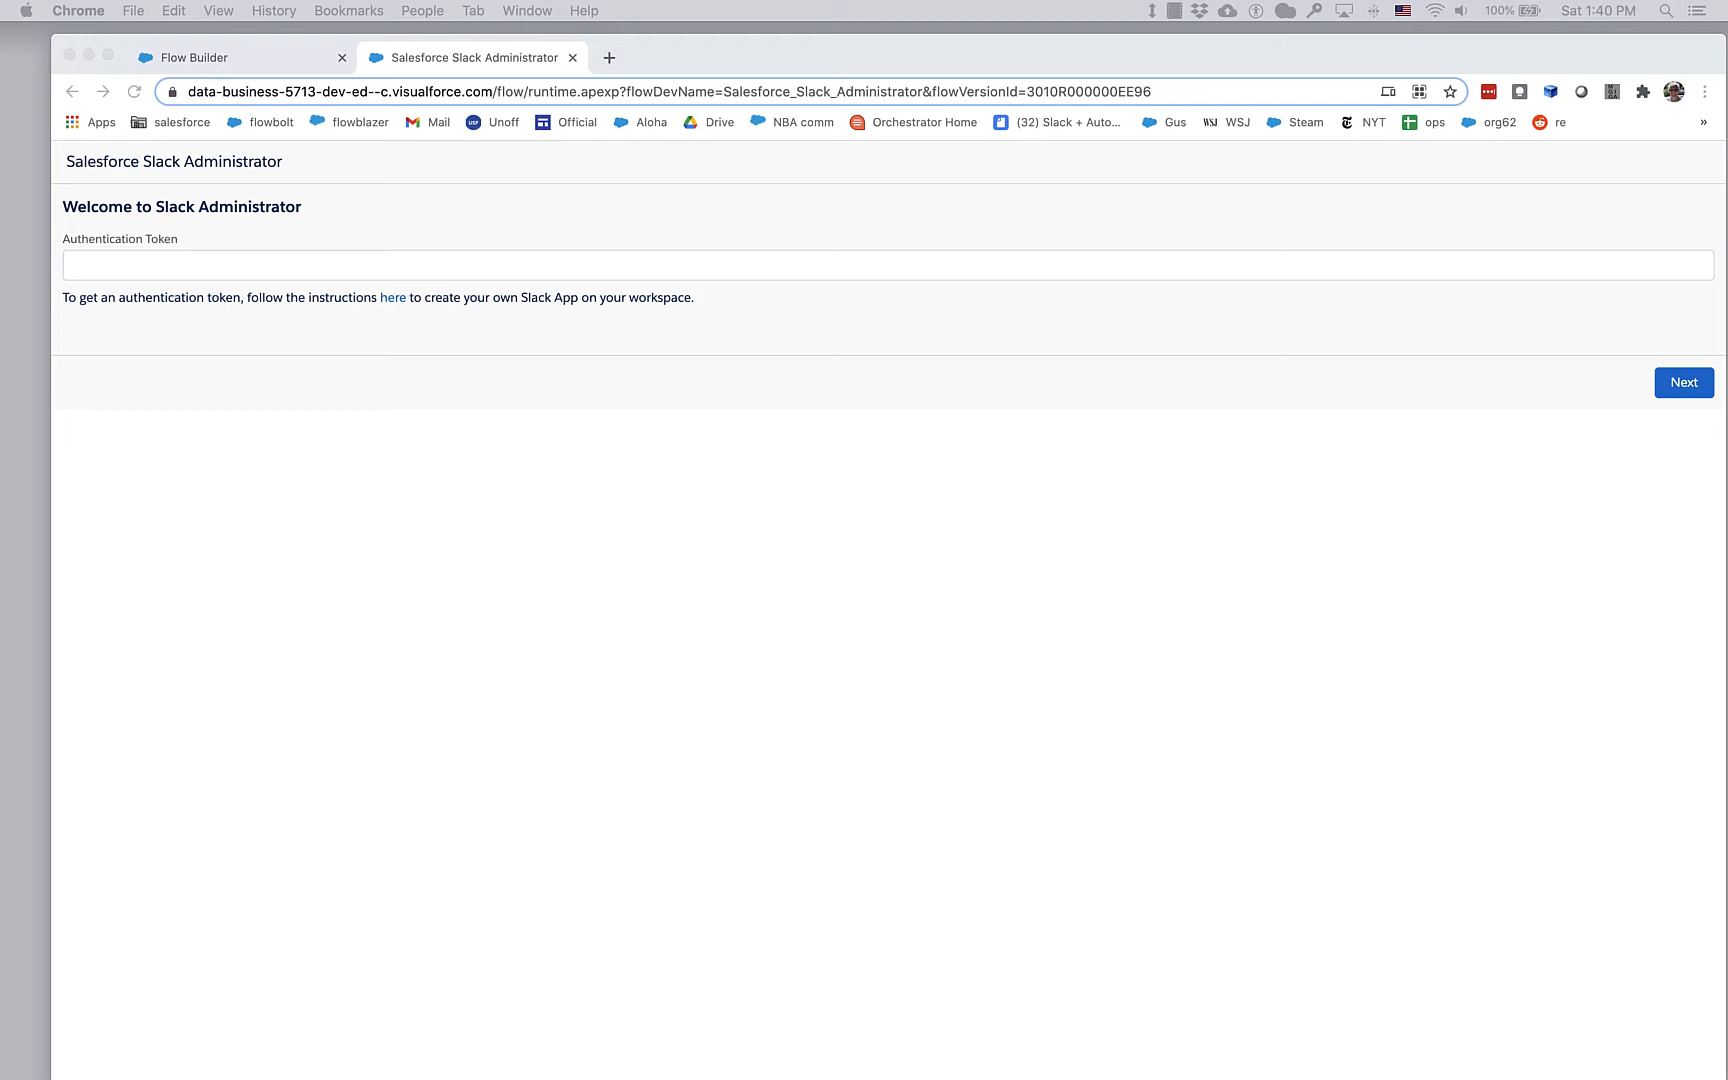 Chrome File Edit View History Bookmarks People Tab Window Help 100% Sat 1:40 PM
Flow Builder Salesforce Slack Administrator
data-business-5713-dev-ed--c.visualforce.com/flow/runtime.apexp?flowDevName=Salesforce_Slack_Administrator&flowVersionId=3010R000000EE96
Apps salesforce flowbolt flowblazer Mail Unoff Official Aloha Drive NBA comm Orchestrator Home (32) Slack + Auto... Gus WSJ WSJ Steam NYT ops org62 re »
Salesforce Slack Administrator
Welcome to Slack Administrator
Authentication Token
To get an authentication token, follow the instructions here to create your own Slack App on your workspace.
Next